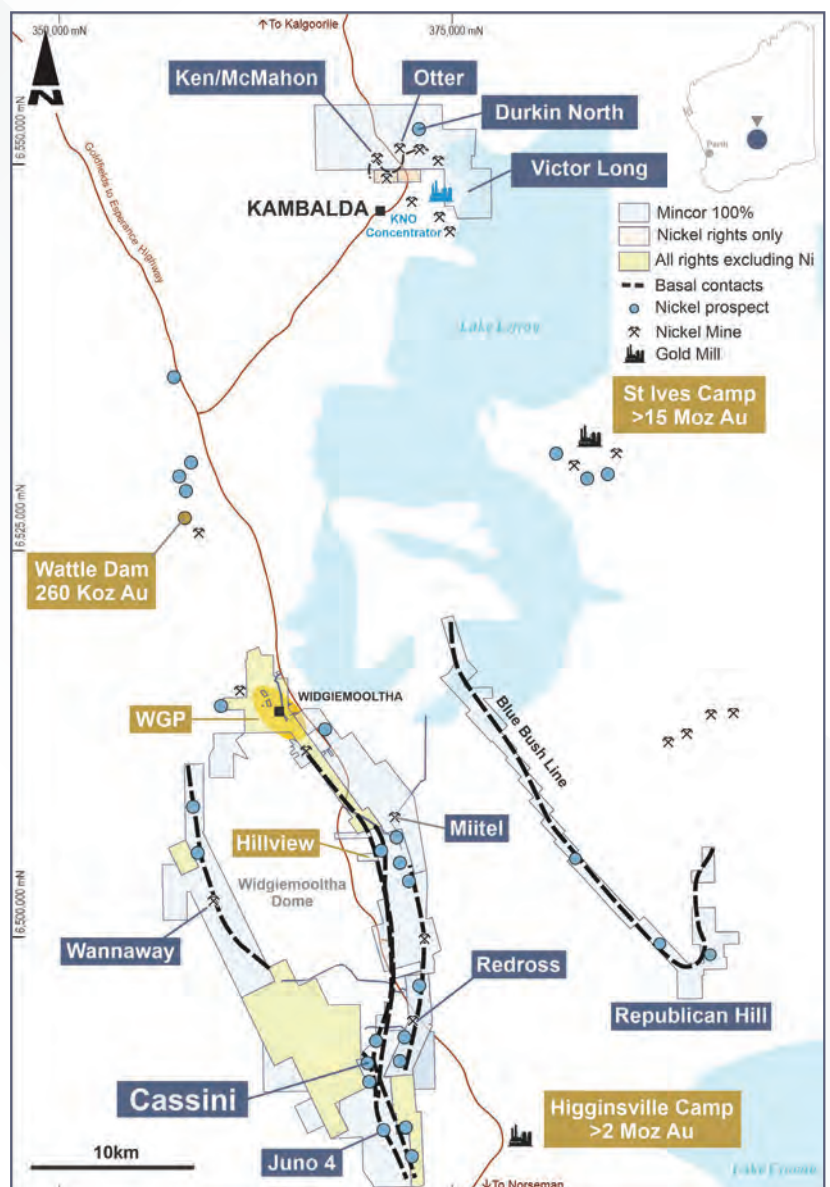 350,000 mN
↑To Kalgoorlie
375,000 mN
N
Ken/McMahon
Otter
Durkin North
Victor Long
Perth
6,550,000 mN
Goldfields to Esperance Highway
KAMBALDA
KNO
Concentrator
Mincor 100%
Nickel rights only
All rights excluding Ni
Basal contacts
Nickel prospect
Nickel Mine
Gold Mill
Lake Lefroy
St Ives Camp
>15 Moz Au
6,525,000 mN
Wattle Dam
260 Koz Au
WIDGIEMOOLTHA
WGP
Blue Bush Line
Miitel
Hillview
Widgiemooltha
Dome
6,500,000 mN
Wannaway
Redross
Republican Hill
Cassini
Higginsville Camp
>2 Moz Au
10km
Juno 4
↓To Norseman
Lake Cowan